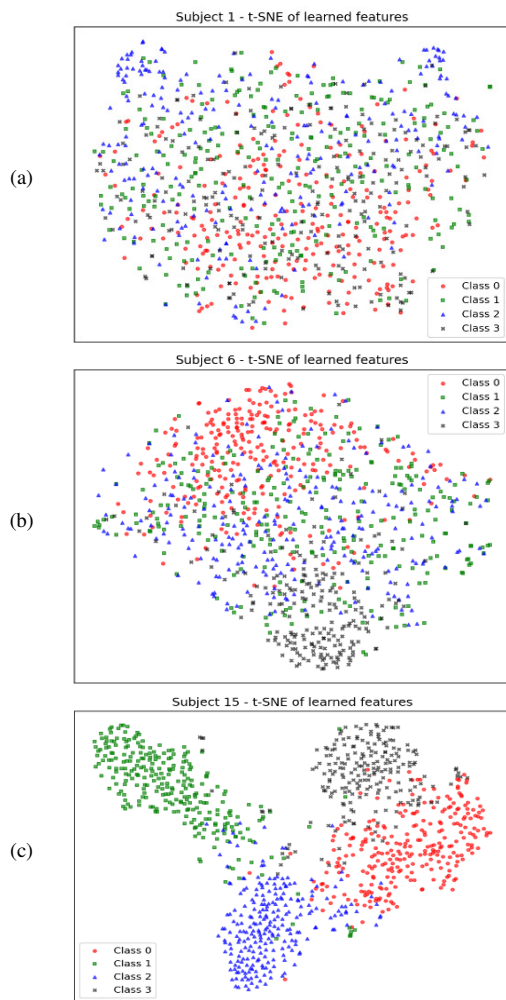 Subject 1 - t-SNE of learned features
(a)
Class 0
Class 1
Class 2
Class 3
Subject 6 - t-SNE of learned features
Class 0
Class 1
Class 2
Class 3
(b)
Subject 15 - t-SNE of learned features
(c)
Class 0
Class 1
Class 2
Class 3